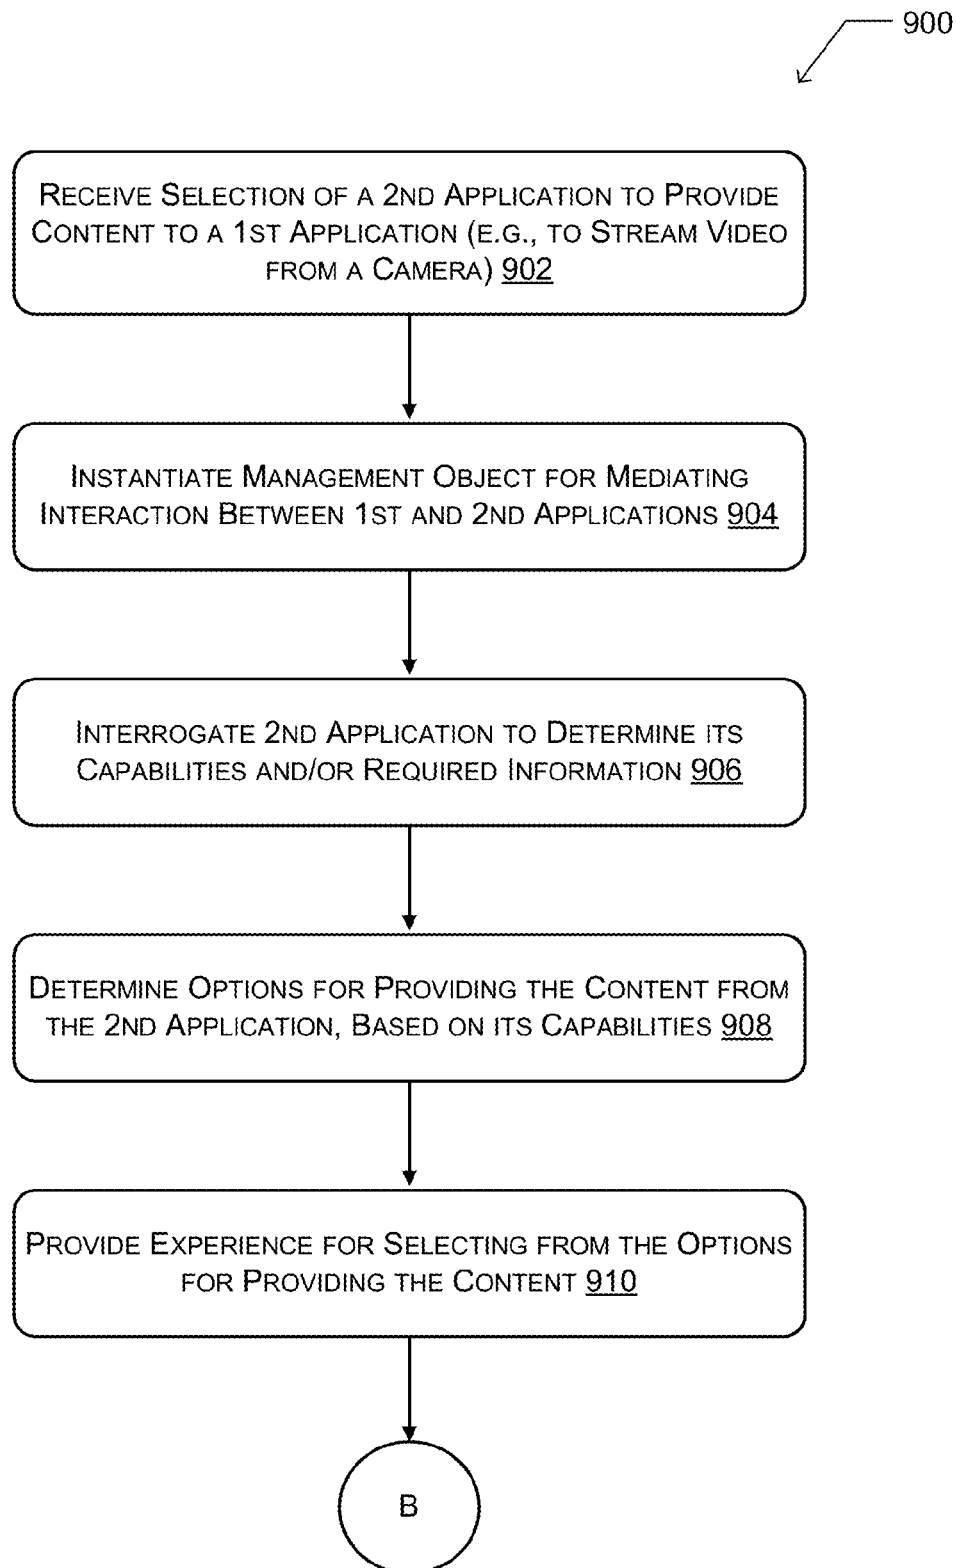 900
RECEIVE SELECTION OF A 2ND APPLICATION TO PROVIDE
CONTENT TO A 1ST APPLICATION (E.G., TO STREAM VIDEO
FROM A CAMERA) 902
INSTANTIATE MANAGEMENT OBJECT FOR MEDIATING
INTERACTION BETWEEN 1ST AND 2ND APPLICATIONS 904
INTERROGATE 2ND APPLICATION TO DETERMINE ITS
CAPABILITIES AND/OR REQUIRED INFORMATION 906
DETERMINE OPTIONS FOR PROVIDING THE CONTENT FROM
THE 2ND APPLICATION, BASED ON ITS CAPABILITIES 908
PROVIDE EXPERIENCE FOR SELECTING FROM THE OPTIONS
FOR PROVIDING THE CONTENT 910
B